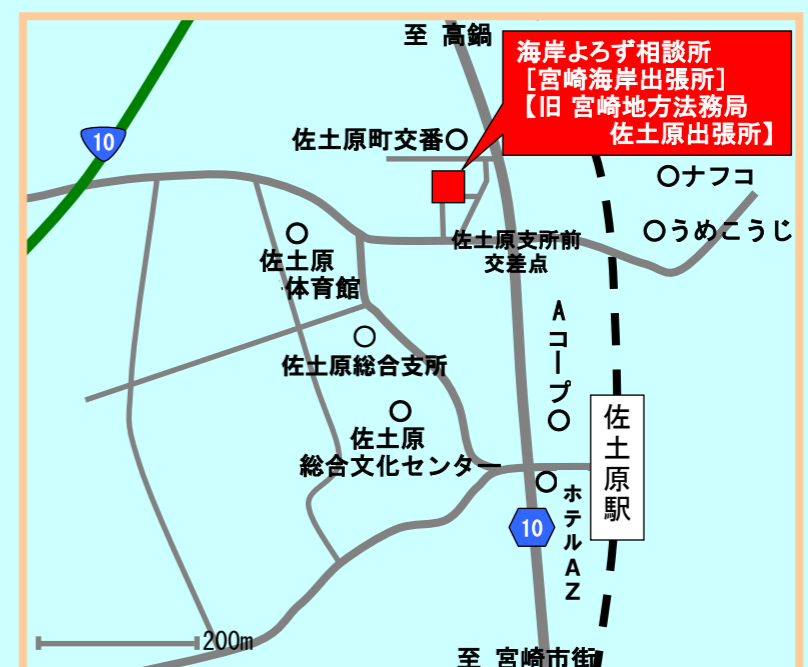 至 高鍋
海岸よろず相談所
［宮崎海岸出張所］
【旧 宮崎地方法務局
佐土原出張所】
10
佐土原町交番
ナフコ
うめこうじ
佐土原支所前
交差点
佐土原
体育館
Aコープ
佐土原総合支所
佐土原
総合文化センター
佐土原駅
ホテルAZ
10
200m
至 宮崎市街